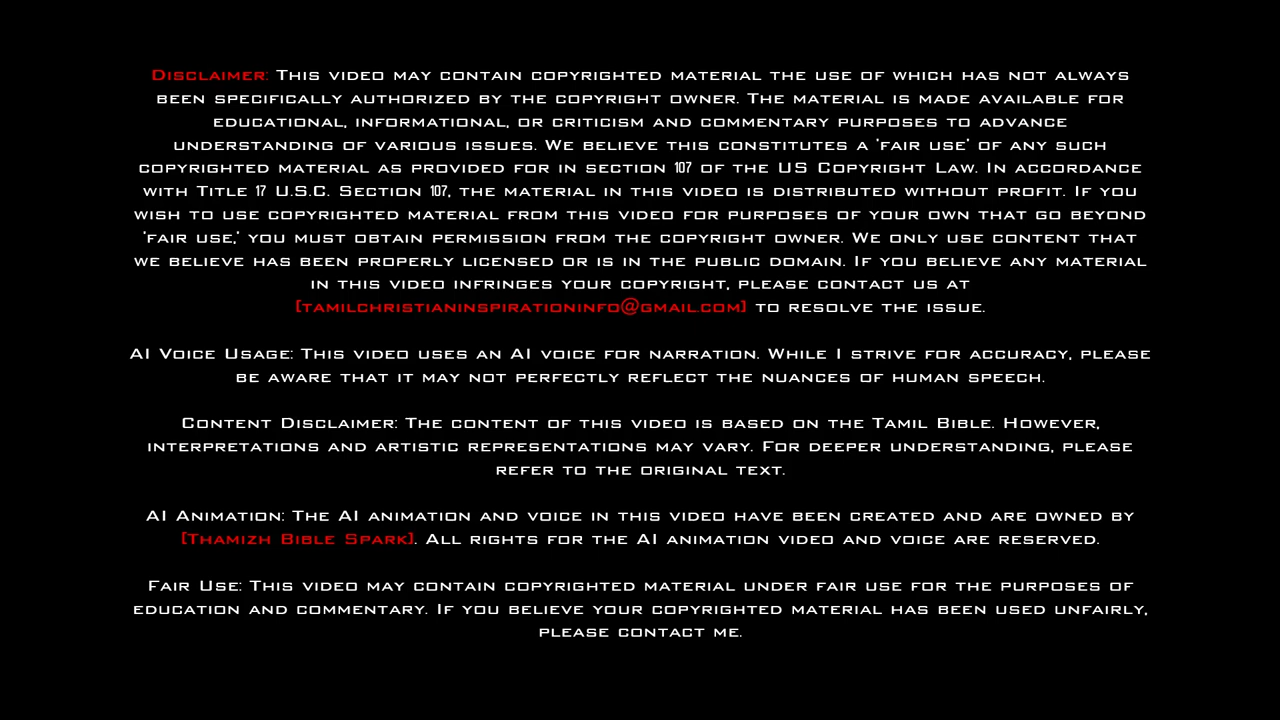 Disclaimer: This video may contain copyrighted material the use of which has not always
been specifically authorized by the copyright owner. The material is made available for
educational, informational, or criticism and commentary purposes to advance
understanding of various issues. We believe this constitutes a 'fair use' of any such
copyrighted material as provided for in section 107 of the US Copyright Law. In accordance
with Title 17 U.S.C. Section 107, the material in this video is distributed without profit. If you
wish to use copyrighted material from this video for purposes of your own that go beyond
'fair use,' you must obtain permission from the copyright owner. We only use content that
we believe has been properly licensed or is in the public domain. If you believe any material
in this video infringes your copyright, please contact us at
[tamilchristianinspirationinfo@gmail.com] to resolve the issue.
AI Voice Usage: This video uses an AI voice for narration. While I strive for accuracy, please
be aware that it may not perfectly reflect the nuances of human speech.
Content Disclaimer: The content of this video is based on the Tamil Bible. However,
interpretations and artistic representations may vary. For deeper understanding, please
refer to the original text.
AI Animation: The AI animation and voice in this video have been created and are owned by
[Thamizh Bible Spark]. All rights for the AI animation video and voice are reserved.
Fair Use: This video may contain copyrighted material under fair use for the purposes of
education and commentary. If you believe your copyrighted material has been used unfairly,
please contact me.